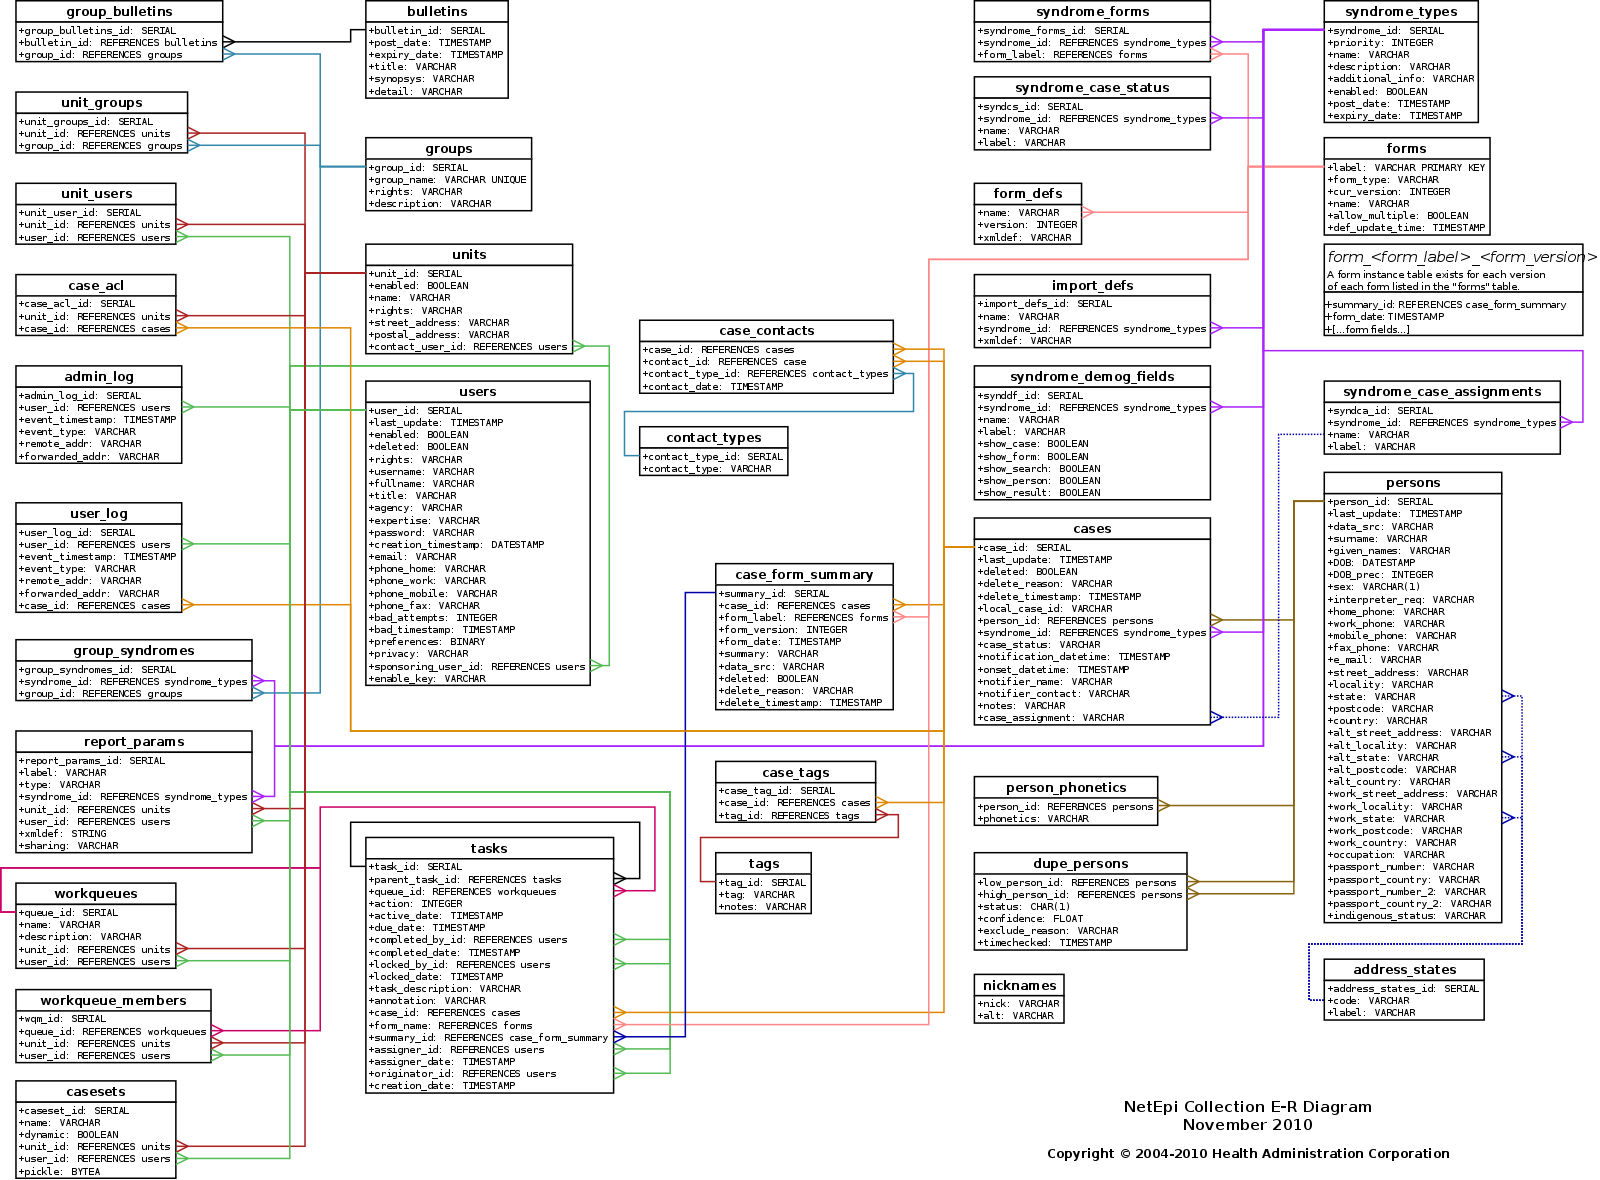 group_bulletins
+group_bulletins_id: SERIAL
+bulletin_id: REFERENCES bulletins
+group_id: REFERENCES groups
unit_groups
+unit_groups_id: SERIAL
+unit_id: REFERENCES units
+group_id: REFERENCES groups
unit_users
+unit_user_id: SERIAL
+unit_id: REFERENCES units
+user_id: REFERENCES users
case_acl
+case_acl_id: SERIAL
+unit_id: REFERENCES units
+case_id: REFERENCES cases
admin_log
+admin_log_id: SERIAL
+user_id: REFERENCES users
+event_timestamp: TIMESTAMP
+event_type: VARCHAR
+remote_addr: VARCHAR
+forwarded_addr: VARCHAR
user_log
+user_log_id: SERIAL
+user_id: REFERENCES users
+event_timestamp: TIMESTAMP
+event_type: VARCHAR
+remote_addr: VARCHAR
+forwarded_addr: VARCHAR
+case_id: REFERENCES cases
group_syndromes
+group_syndromes_id: SERIAL
+syndrome_id: REFERENCES syndrome_types
+group_id: REFERENCES groups
report_params
+report_params_id: SERIAL
+label: VARCHAR
+type: VARCHAR
+syndrome_id: REFERENCES syndrome_types
+unit_id: REFERENCES units
+user_id: REFERENCES users
+xmldef: STRING
+sharing: VARCHAR
workqueues
+queue_id: SERIAL
+name: VARCHAR
+description: VARCHAR
+unit_id: REFERENCES units
+user_id: REFERENCES users
workqueue_members
+wqm_id: SERIAL
+queue_id: REFERENCES workqueues
+unit_id: REFERENCES units
+user_id: REFERENCES users
casesets
+caseset_id: SERIAL
+name: VARCHAR
+dynamic: BOOLEAN
+unit_id: REFERENCES units
+user_id: REFERENCES users
+pickle: BYTEA
bulletins
+bulletin_id: SERIAL
+post_date: TIMESTAMP
+expiry_date: TIMESTAMP
+title: VARCHAR
+synopsys: VARCHAR
+detail: VARCHAR
groups
+group_id: SERIAL
+group_name: VARCHAR UNIQUE
+rights: VARCHAR
+description: VARCHAR
units
+unit_id: SERIAL
+enabled: BOOLEAN
+name: VARCHAR
+rights: VARCHAR
+street_address: VARCHAR
+postal_address: VARCHAR
+contact_user_id: REFERENCES users
users
+user_id: SERIAL
+last_update: TIMESTAMP
+enabled: BOOLEAN
+deleted: BOOLEAN
+rights: VARCHAR
+username: VARCHAR
+fullname: VARCHAR
+title: VARCHAR
+agency: VARCHAR
+expertise: VARCHAR
+password: VARCHAR
+creation_timestamp: DATESTAMP
+email: VARCHAR
+phone_home: VARCHAR
+phone_work: VARCHAR
+phone_mobile: VARCHAR
+phone_fax: VARCHAR
+bad_attempts: INTEGER
+bad_timestamp: TIMESTAMP
+preferences: BINARY
+privacy: VARCHAR
+sponsoring_user_id: REFERENCES users
+enable_key: VARCHAR
tasks
+task_id: SERIAL
+parent_task_id: REFERENCES tasks
+queue_id: REFERENCES workqueues
+action: INTEGER
+active_date: TIMESTAMP
+due_date: TIMESTAMP
+completed_by_id: REFERENCES users
+completed_date: TIMESTAMP
+locked_by_id: REFERENCES users
+locked_date: TIMESTAMP
+task_description: VARCHAR
+annotation: VARCHAR
+case_id: REFERENCES cases
+form_name: REFERENCES forms
+summary_id: REFERENCES case_form_summary
+assigner_id: REFERENCES users
+assigner_date: TIMESTAMP
+originator_id: REFERENCES users
+creation_date: TIMESTAMP
case_contacts
+case_id: REFERENCES cases
+contact_id: REFERENCES case
+contact_type_id: REFERENCES contact_types
+contact_date: TIMESTAMP
contact_types
+contact_type_id: SERIAL
+contact_type: VARCHAR
case_form_summary
+summary_id: SERIAL
+case_id: REFERENCES cases
+form_label: REFERENCES forms
+form_version: INTEGER
+form_date: TIMESTAMP
+summary: VARCHAR
+data_src: VARCHAR
+deleted: BOOLEAN
+delete_reason: VARCHAR
+delete_timestamp: TIMESTAMP
case_tags
+case_tag_id: SERIAL
+case_id: REFERENCES cases
+tag_id: REFERENCES tags
tags
+tag_id: SERIAL
+tag: VARCHAR
+notes: VARCHAR
syndrome_forms
+syndrome_forms_id: SERIAL
+syndrome_id: REFERENCES syndrome_types
+form_label: REFERENCES forms
syndrome_case_status
+syndcs_id: SERIAL
+syndrome_id: REFERENCES syndrome_types
+name: VARCHAR
+label: VARCHAR
form_defs
+name: VARCHAR
+version: INTEGER
+xmldef: VARCHAR
import_defs
+import_defs_id: SERIAL
+name: VARCHAR
+syndrome_id: REFERENCES syndrome_types
+xmldef: VARCHAR
syndrome_demog_fields
+synddf_id: SERIAL
+syndrome_id: REFERENCES syndrome_types
+name: VARCHAR
+label: VARCHAR
+show_case: BOOLEAN
+show_form: BOOLEAN
+show_search: BOOLEAN
+show_person: BOOLEAN
+show_result: BOOLEAN
cases
+case_id: SERIAL
+last_update: TIMESTAMP
+deleted: BOOLEAN
+delete_reason: VARCHAR
+delete_timestamp: TIMESTAMP
+local_case_id: VARCHAR
+person_id: REFERENCES persons
+syndrome_id: REFERENCES syndrome_types
+case_status: VARCHAR
+notification_datetime: TIMESTAMP
+onset_datetime: TIMESTAMP
+notifier_name: VARCHAR
+notifier_contact: VARCHAR
+notes: VARCHAR
+case_assignment: VARCHAR
person_phonetics
+person_id: REFERENCES persons
+phonetics: VARCHAR
dupe_persons
+low_person_id: REFERENCES persons
+high_person_id: REFERENCES persons
+status: CHAR(1)
+confidence: FLOAT
+exclude_reason: VARCHAR
+timechecked: TIMESTAMP
nicknames
+nick: VARCHAR
+alt: VARCHAR
syndrome_types
+syndrome_id: SERIAL
+priority: INTEGER
+name: VARCHAR
+description: VARCHAR
+additional_info: VARCHAR
+enabled: BOOLEAN
+post_date: TIMESTAMP
+expiry_date: TIMESTAMP
forms
+label: VARCHAR PRIMARY KEY
+form_type: VARCHAR
+cur_version: INTEGER
+name: VARCHAR
+allow_multiple: BOOLEAN
+def_update_time: TIMESTAMP
form_<form_label>_<form_version>
A form instance table exists for each version
of each form listed in the "forms" table.
+summary_id: REFERENCES case_form_summary
+form_date: TIMESTAMP
+[...form fields...]
syndrome_case_assignments
+syndca_id: SERIAL
+syndrome_id: REFERENCES syndrome_types
+name: VARCHAR
+label: VARCHAR
persons
+person_id: SERIAL
+last_update: TIMESTAMP
+data_src: VARCHAR
+surname: VARCHAR
+given_names: VARCHAR
+DOB: DATESTAMP
+DOB_prec: INTEGER
+sex: VARCHAR(1)
+interpreter_req: VARCHAR
+home_phone: VARCHAR
+work_phone: VARCHAR
+mobile_phone: VARCHAR
+fax_phone: VARCHAR
+e_mail: VARCHAR
+street_address: VARCHAR
+locality: VARCHAR
+state: VARCHAR
+postcode: VARCHAR
+country: VARCHAR
+alt_street_address: VARCHAR
+alt_locality: VARCHAR
+alt_state: VARCHAR
+alt_postcode: VARCHAR
+alt_country: VARCHAR
+work_street_address: VARCHAR
+work_locality: VARCHAR
+work_state: VARCHAR
+work_postcode: VARCHAR
+work_country: VARCHAR
+occupation: VARCHAR
+passport_number: VARCHAR
+passport_country: VARCHAR
+passport_number_2: VARCHAR
+passport_country_2: VARCHAR
+indigenous_status: VARCHAR
address_states
+address_states_id: SERIAL
+code: VARCHAR
+label: VARCHAR
NetEpi Collection E-R Diagram
November 2010
Copyright © 2004-2010 Health Administration Corporation